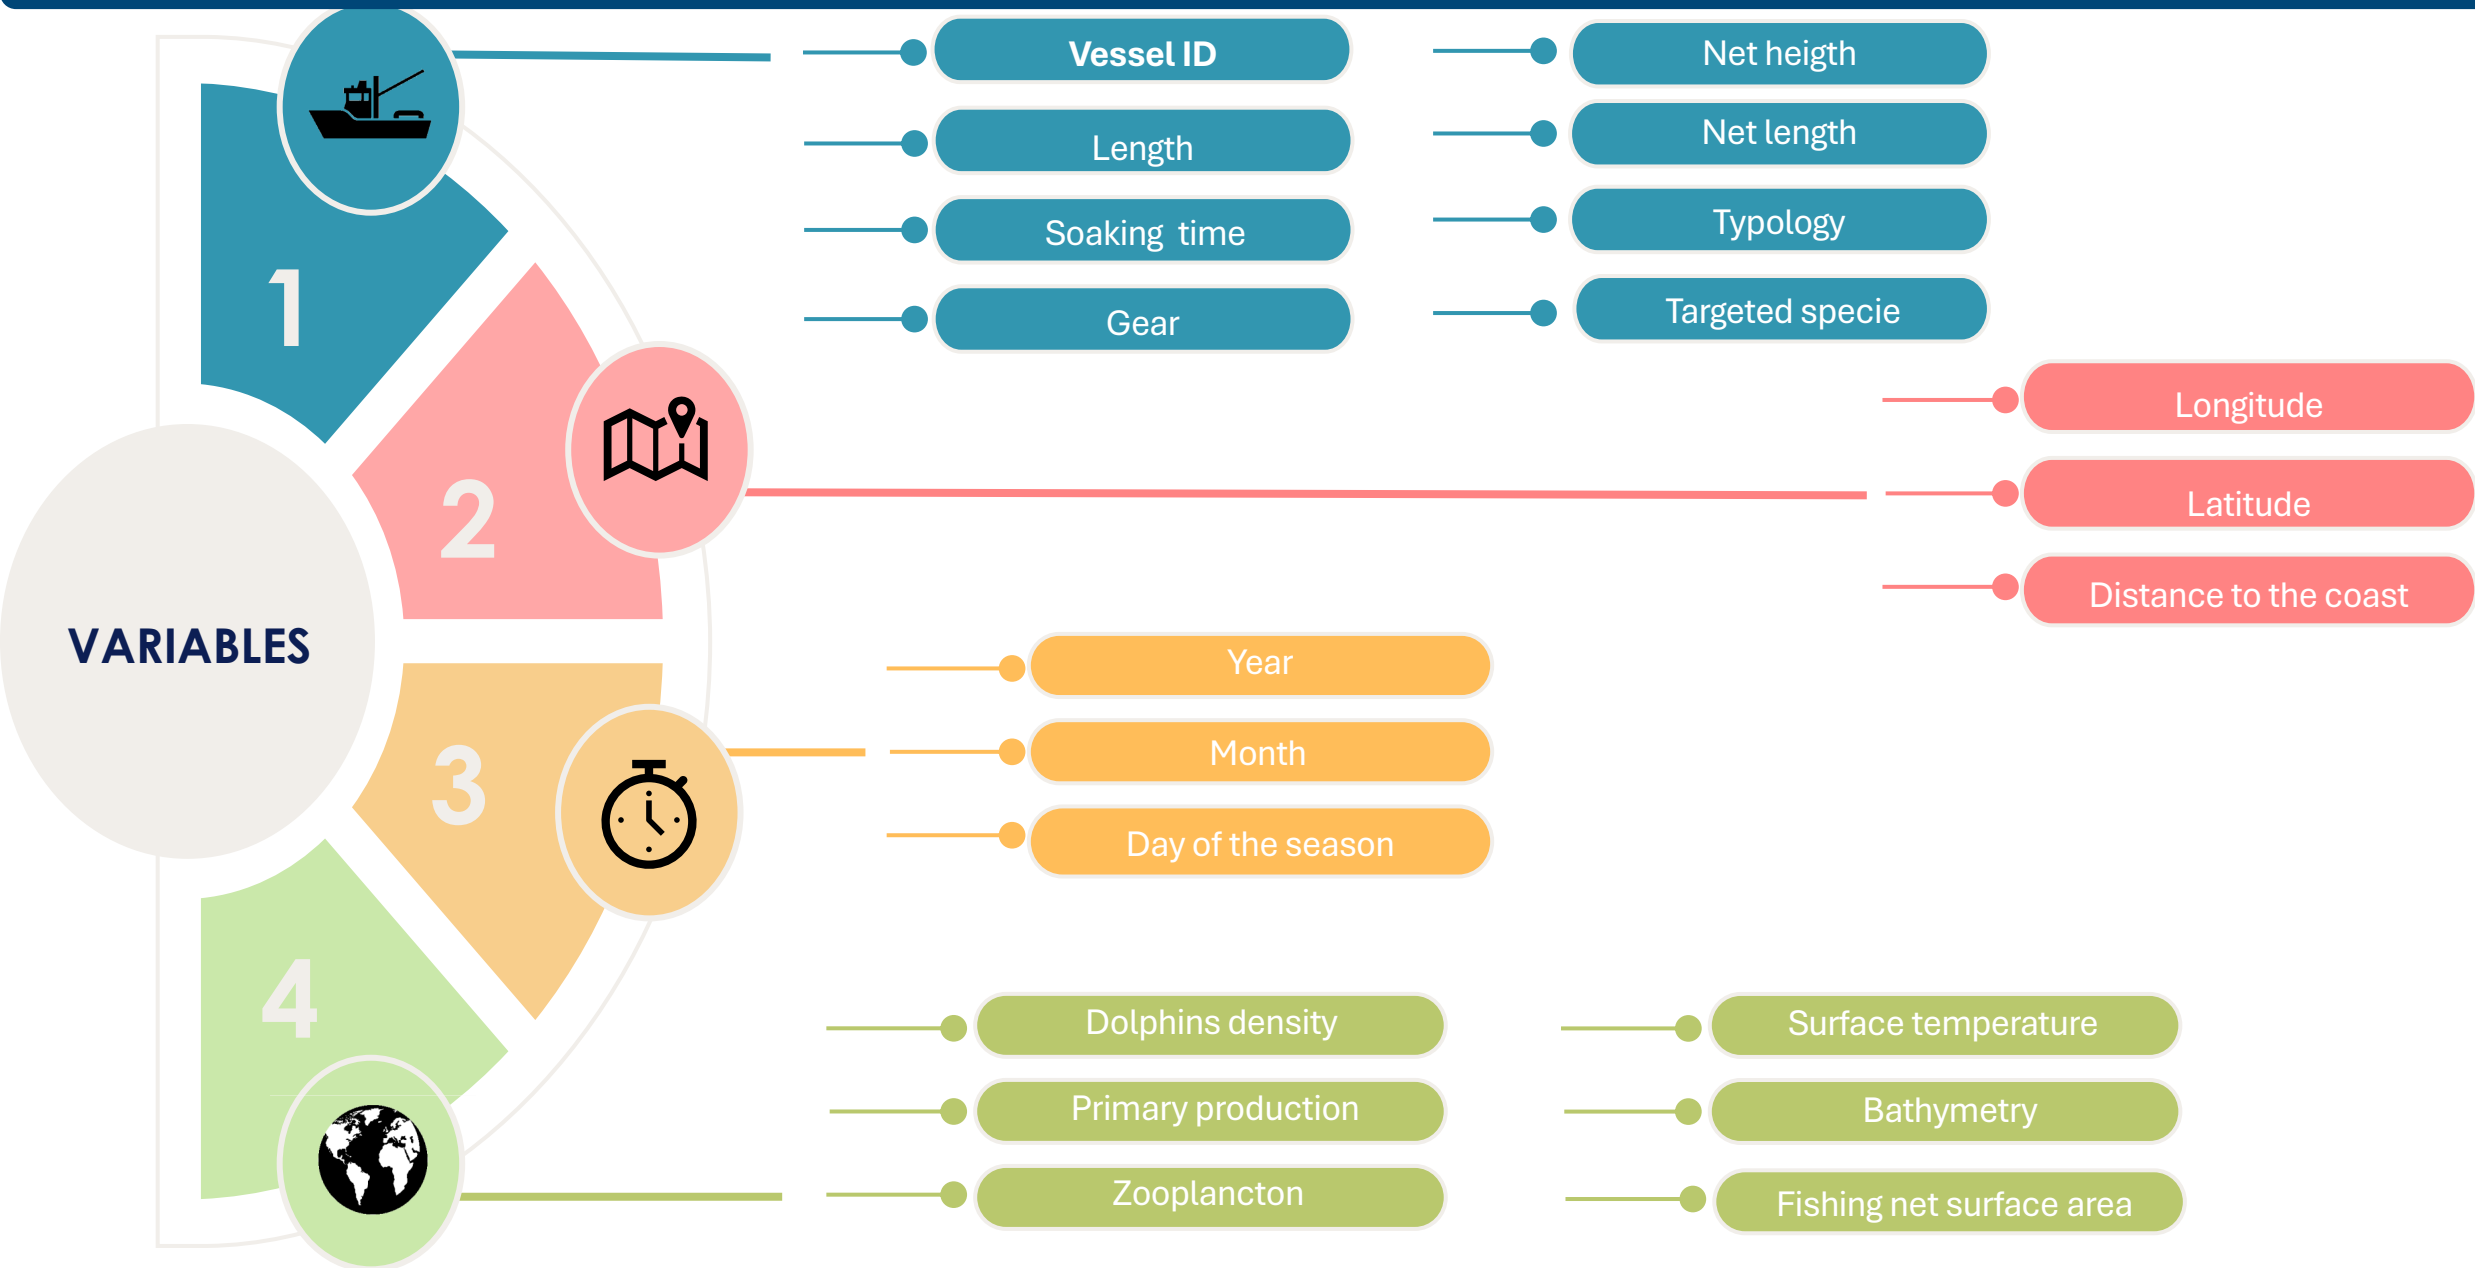 VARIABLES
1
Vessel ID
Length
Soaking  time
Gear
Net heigth
Net length
Typology
Targeted specie
2
Longitude
Latitude
Distance to the coast
3
Year
Month
Day of the season
4
Dolphins density
Primary production
Zooplancton
Surface temperature
Bathymetry
Fishing net surface area